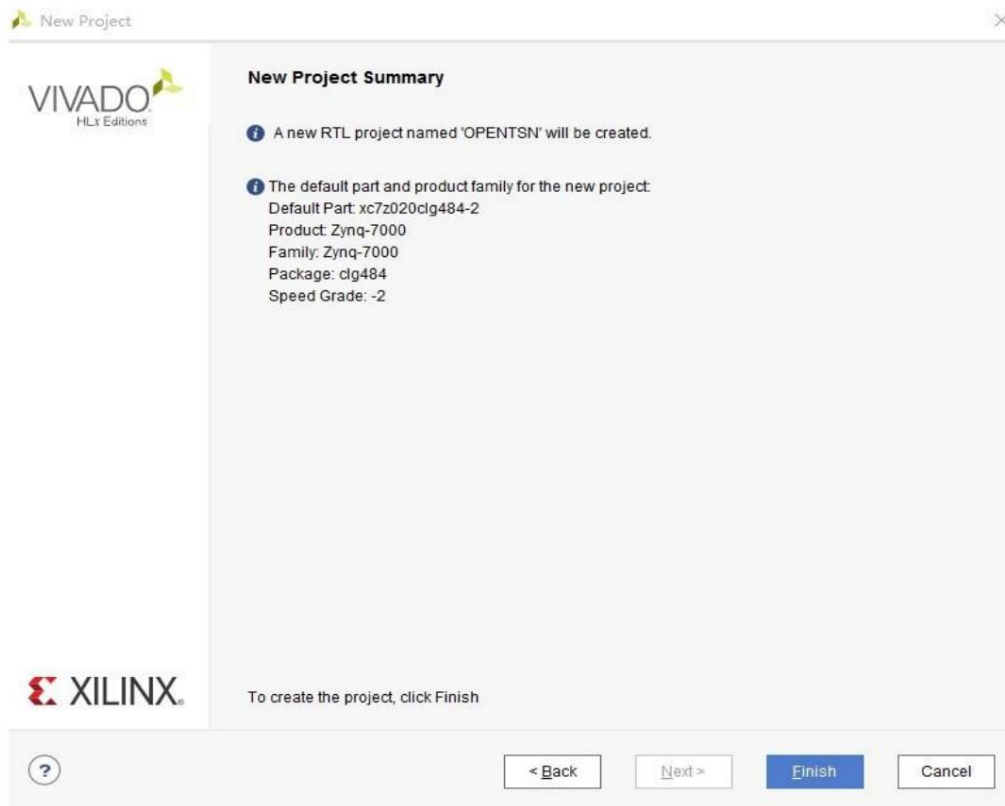 New Project
VIVADO
HLx Editions
New Project Summary
A new RTL project named 'OPENTSN' will be created.
The default part and product family for the new project:
Default Part: xc7z020clg484-2
Product: Zynq-7000
Family: Zynq-7000
Package: clg484
Speed Grade: -2
XILINX
To create the project, click Finish
?
< Back
Next >
Finish
Cancel